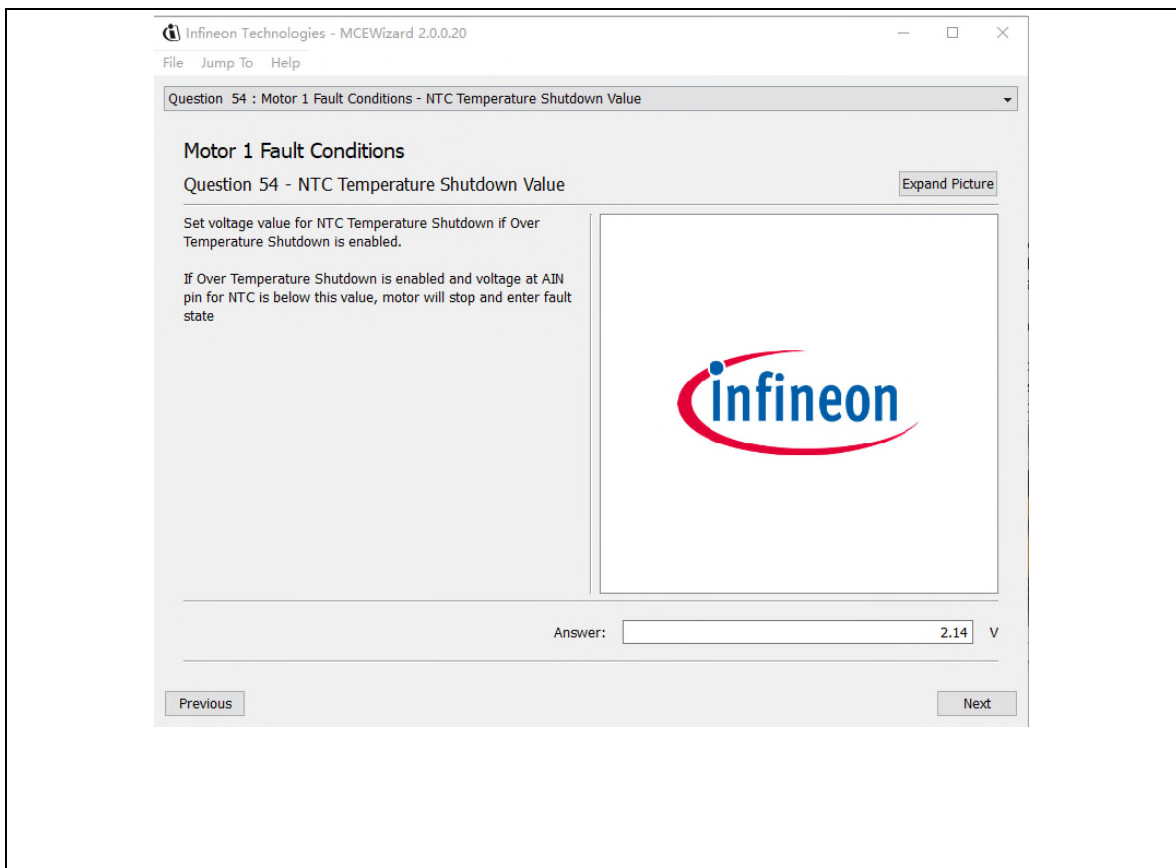 Infineon Technologies - MCEWizard 2.0.0.20
File Jump To Help
Question 54 : Motor 1 Fault Conditions - NTC Temperature Shutdown Value
Motor 1 Fault Conditions
Question 54 - NTC Temperature Shutdown Value
Expand Picture
Set voltage value for NTC Temperature Shutdown if Over
Temperature Shutdown is enabled.
If Over Temperature Shutdown is enabled and voltage at AIN
pin for NTC is below this value, motor will stop and enter fault
state
infineon
Answer: 2.14 V
Previous Next